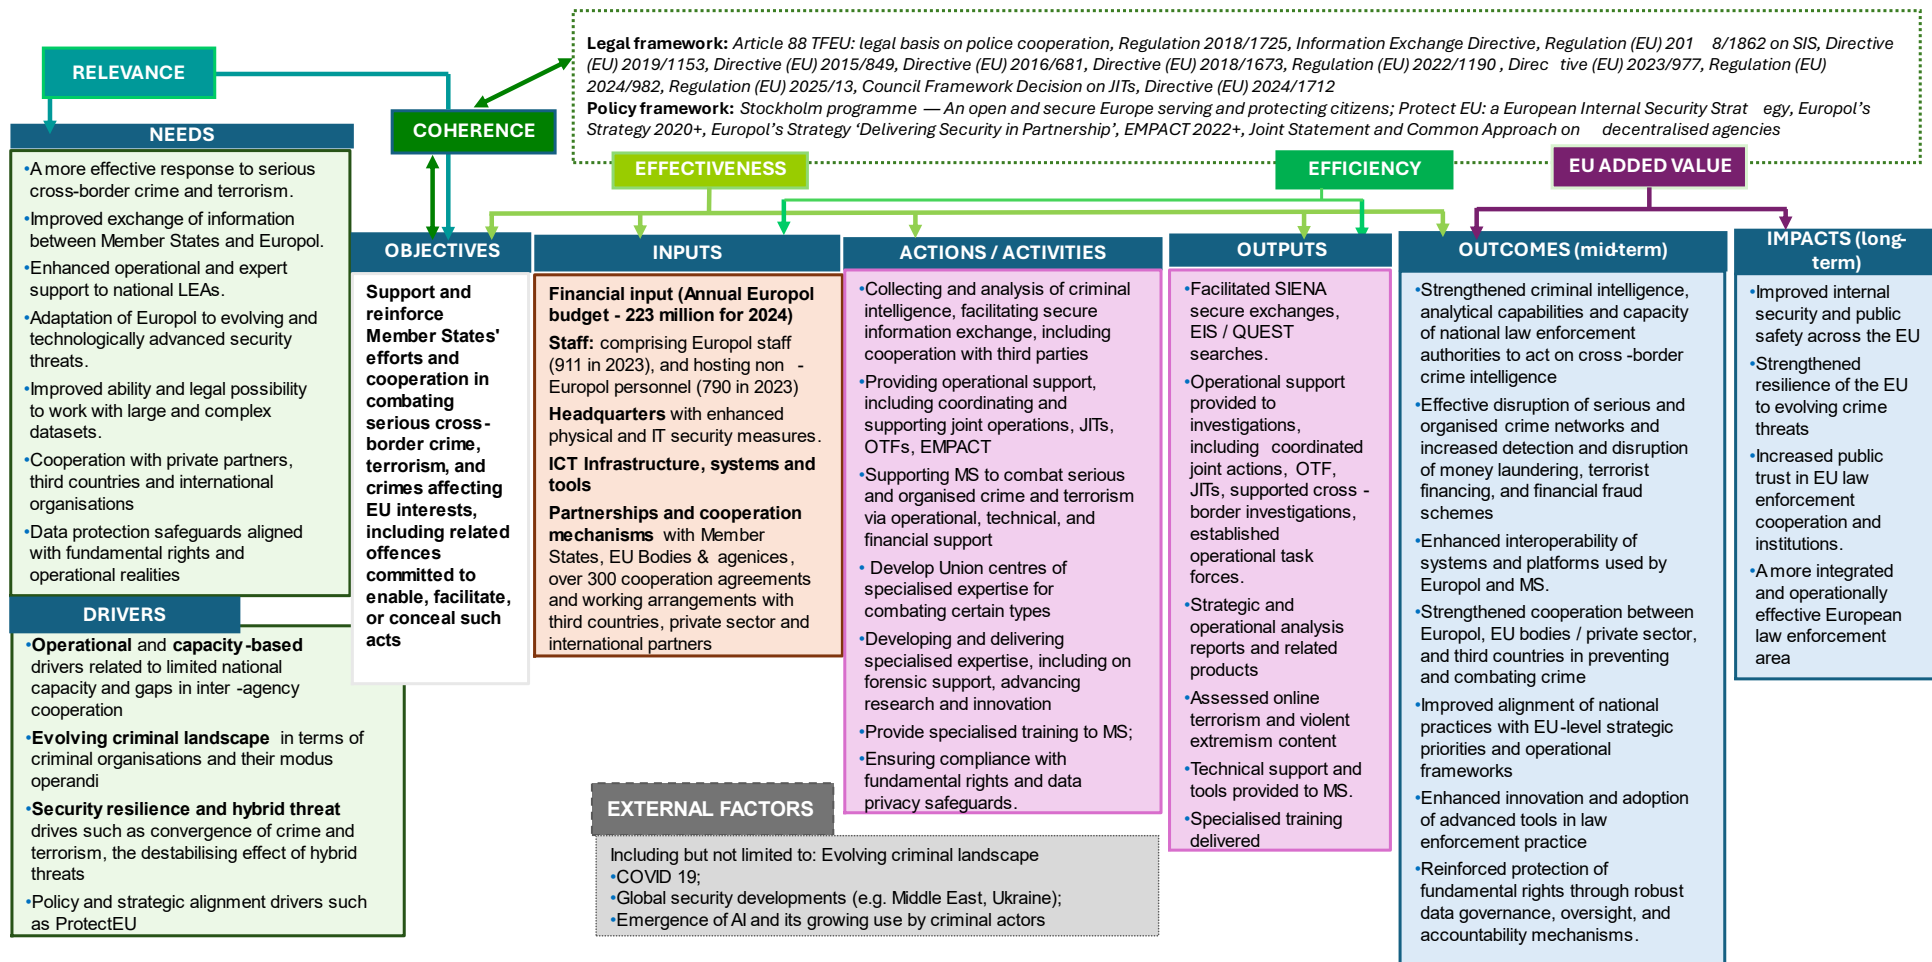 Legal framework: Article 88 TFEU: legal basis on police cooperation, Regulation 2018/1725, Information Exchange Directive, Regulation (EU) 201 8/1862 on SIS, Directive
(EU) 2019/1153, Directive (EU) 2015/849, Directive (EU) 2016/681, Directive (EU) 2018/1673, Regulation (EU) 2022/1190 , Direc tive (EU) 2023/977, Regulation (EU)
2024/982, Regulation (EU) 2025/13, Council Framework Decision on JITs, Directive (EU) 2024/1712
Policy framework: Stockholm programme — An open and secure Europe serving and protecting citizens; Protect EU: a European Internal Security Strat egy, Europol's
Strategy 2020+, Europol's Strategy 'Delivering Security in Partnership', EMPACT 2022+, Joint Statement and Common Approach on decentralised agencies
RELEVANCE
COHERENCE
EFFECTIVENESS
EFFICIENCY
EU ADDED VALUE
NEEDS
•A more effective response to serious
cross-border crime and terrorism.
•Improved exchange of information
between Member States and Europol.
•Enhanced operational and expert
support to national LEAs.
•Adaptation of Europol to evolving and
technologically advanced security
threats.
•Improved ability and legal possibility
to work with large and complex
datasets.
•Cooperation with private partners,
third countries and international
organisations
•Data protection safeguards aligned
with fundamental rights and
operational realities
DRIVERS
•Operational and capacity-based
drivers related to limited national
capacity and gaps in inter -agency
cooperation
•Evolving criminal landscape in terms of
criminal organisations and their modus
operandi
•Security resilience and hybrid threat
drives such as convergence of crime and
terrorism, the destabilising effect of hybrid
threats
•Policy and strategic alignment drivers such
as ProtectEU
OBJECTIVES
Support and
reinforce
Member States'
efforts and
cooperation in
combating
serious cross-
border crime,
terrorism, and
crimes affecting
EU interests,
including related
offences
committed to
enable, facilitate,
or conceal such
acts
INPUTS
Financial input (Annual Europol
budget - 223 million for 2024)
Staff: comprising Europol staff
(911 in 2023), and hosting non -
Europol personnel (790 in 2023)
Headquarters with enhanced
physical and IT security measures.
ICT Infrastructure, systems and
tools
Partnerships and cooperation
mechanisms with Member
States, EU Bodies & agenices,
over 300 cooperation agreements
and working arrangements with
third countries, private sector and
international partners
ACTIONS / ACTIVITIES
•Collecting and analysis of criminal
intelligence, facilitating secure
information exchange, including
cooperation with third parties
•Providing operational support,
including coordinating and
supporting joint operations, JITs,
OTFs, EMPACT
•Supporting MS to combat serious
and organised crime and terrorism
via operational, technical, and
financial support
• Develop Union centres of
specialised expertise for
combating certain types
•Developing and delivering
specialised expertise, including on
forensic support, advancing
research and innovation
•Provide specialised training to MS;
•Ensuring compliance with
fundamental rights and data
privacy safeguards.
OUTPUTS
•Facilitated SIENA
secure exchanges,
EIS / QUEST
searches.
•Operational support
provided to
investigations,
including coordinated
joint actions, OTF,
JITs, supported cross -
border investigations,
established
operational task
forces.
•Strategic and
operational analysis
reports and related
products
•Assessed online
terrorism and violent
extremism content
•Technical support and
tools provided to MS.
•Specialised training
delivered
OUTCOMES (mid-term)
•Strengthened criminal intelligence,
analytical capabilities and capacity
of national law enforcement
authorities to act on cross -border
crime intelligence
•Effective disruption of serious and
organised crime networks and
increased detection and disruption
of money laundering, terrorist
financing, and financial fraud
schemes
•Enhanced interoperability of
systems and platforms used by
Europol and MS.
•Strengthened cooperation between
Europol, EU bodies / private sector,
and third countries in preventing
and combating crime
•Improved alignment of national
practices with EU-level strategic
priorities and operational
frameworks
•Enhanced innovation and adoption
of advanced tools in law
enforcement practice
•Reinforced protection of
fundamental rights through robust
data governance, oversight, and
accountability mechanisms.
IMPACTS (long-
term)
•Improved internal
security and public
safety across the EU
•Strengthened
resilience of the EU
to evolving crime
threats
•Increased public
trust in EU law
enforcement
cooperation and
institutions.
•A more integrated
and operationally
effective European
law enforcement
area
EXTERNAL FACTORS
Including but not limited to: Evolving criminal landscape
•COVID 19;
•Global security developments (e.g. Middle East, Ukraine);
•Emergence of AI and its growing use by criminal actors